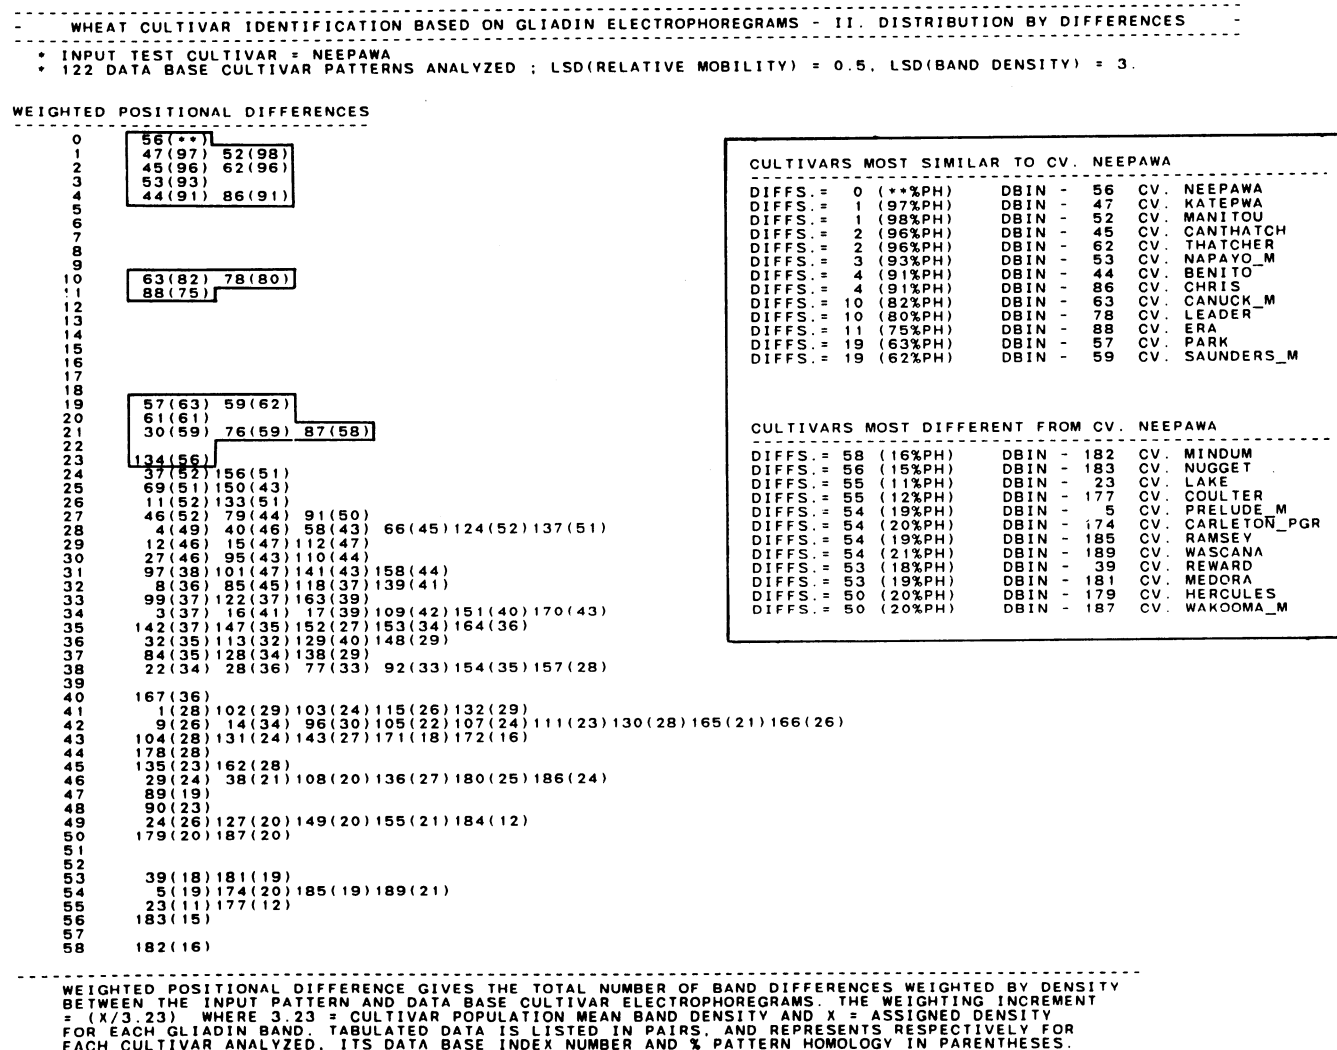 - WHEAT CULTIVAR IDENTIFICATION BASED ON GLIADIN ELECTROPHOREGRAMS - II. DISTRIBUTION BY DIFFERENCES -
* INPUT TEST CULTIVAR = NEEPAWA
* 122 DATA BASE CULTIVAR PATTERNS ANALYZED ; LSD(RELATIVE MOBILITY) = 0.5, LSD(BAND DENSITY) = 3.
WEIGHTED POSITIONAL DIFFERENCES
0 56(**)
1 47(97) 52(98)
2 45(96) 62(96)
3 53(93)
4 44(91) 86(91)
5
6
7
8
9
10 63(82) 78(80)
11 88(75)
12
13
14
15
16
17
18
19 57(63) 59(62)
20 61(61)
21 30(59) 76(59) 87(58)
22
23 134(56)
24 37(52)156(51)
25 69(51)150(43)
26 11(52)133(51)
27 46(52) 79(44) 91(50)
28 4(49) 40(46) 58(43) 66(45)124(52)137(51)
29 12(46) 15(47)112(47)
30 27(46) 95(43)110(44)
31 97(38)101(47)141(43)158(44)
32 8(36) 85(45)118(37)139(41)
33 99(37)122(37)163(39)
34 3(37) 16(41) 17(39)109(42)151(40)170(43)
35 142(37)147(35)152(27)153(34)164(36)
36 32(35)113(32)129(40)148(29)
37 84(35)128(34)138(29)
38 22(34) 28(36) 77(33) 92(33)154(35)157(28)
39
40 167(36)
41 1(28)102(29)103(24)115(26)132(29)
42 9(26) 14(34) 96(30)105(22)107(24)111(23)130(28)165(21)166(26)
43 104(28)131(24)143(27)171(18)172(16)
44 178(28)
45 135(23)162(28)
46 29(24) 38(21)108(20)136(27)180(25)186(24)
47 89(19)
48 90(23)
49 24(26)127(20)149(20)155(21)184(12)
50 179(20)187(20)
51
52
53 39(18)181(19)
54 5(19)174(20)185(19)189(21)
55 23(11)177(12)
56 183(15)
57
58 182(16)
CULTIVARS MOST SIMILAR TO CV. NEEPAWA
DIFFS.= 0 (**%PH) DBIN - 56 CV. NEEPAWA
DIFFS.= 1 (97%PH) DBIN - 47 CV. KATEPWA
DIFFS.= 1 (98%PH) DBIN - 52 CV. MANITOU
DIFFS.= 2 (96%PH) DBIN - 45 CV. CANTHATCH
DIFFS.= 2 (96%PH) DBIN - 62 CV. THATCHER
DIFFS.= 3 (93%PH) DBIN - 53 CV. NAPAYO_M
DIFFS.= 4 (91%PH) DBIN - 44 CV. BENITO
DIFFS.= 4 (91%PH) DBIN - 86 CV. CHRIS
DIFFS.= 10 (82%PH) DBIN - 63 CV. CANUCK_M
DIFFS.= 10 (80%PH) DBIN - 78 CV. LEADER
DIFFS.= 11 (75%PH) DBIN - 88 CV. ERA
DIFFS.= 19 (63%PH) DBIN - 57 CV. PARK
DIFFS.= 19 (62%PH) DBIN - 59 CV. SAUNDERS_M
CULTIVARS MOST DIFFERENT FROM CV. NEEPAWA
DIFFS.= 58 (16%PH) DBIN - 182 CV. MINDUM
DIFFS.= 56 (15%PH) DBIN - 183 CV. NUGGET
DIFFS.= 55 (11%PH) DBIN - 23 CV. LAKE
DIFFS.= 55 (12%PH) DBIN - 177 CV. COULTER
DIFFS.= 54 (19%PH) DBIN - 5 CV. PRELUDE_M
DIFFS.= 54 (20%PH) DBIN - 174 CV. CARLETON_PGR
DIFFS.= 54 (19%PH) DBIN - 185 CV. RAMSEY
DIFFS.= 54 (21%PH) DBIN - 189 CV. WASCANA
DIFFS.= 53 (18%PH) DBIN - 39 CV. REWARD
DIFFS.= 53 (19%PH) DBIN - 181 CV. MEDORA
DIFFS.= 50 (20%PH) DBIN - 179 CV. HERCULES
DIFFS.= 50 (20%PH) DBIN - 187 CV. WAKOOMA_M
WEIGHTED POSITIONAL DIFFERENCE GIVES THE TOTAL NUMBER OF BAND DIFFERENCES WEIGHTED BY DENSITY
BETWEEN THE INPUT PATTERN AND DATA BASE CULTIVAR ELECTROPHOREGRAMS. THE WEIGHTING INCREMENT
= (X/3.23) WHERE 3.23 = CULTIVAR POPULATION MEAN BAND DENSITY AND X = ASSIGNED DENSITY
FOR EACH GLIADIN BAND. TABULATED DATA IS LISTED IN PAIRS, AND REPRESENTS RESPECTIVELY FOR
EACH CULTIVAR ANALYZED, ITS DATA BASE INDEX NUMBER AND % PATTERN HOMOLOGY IN PARENTHESES.